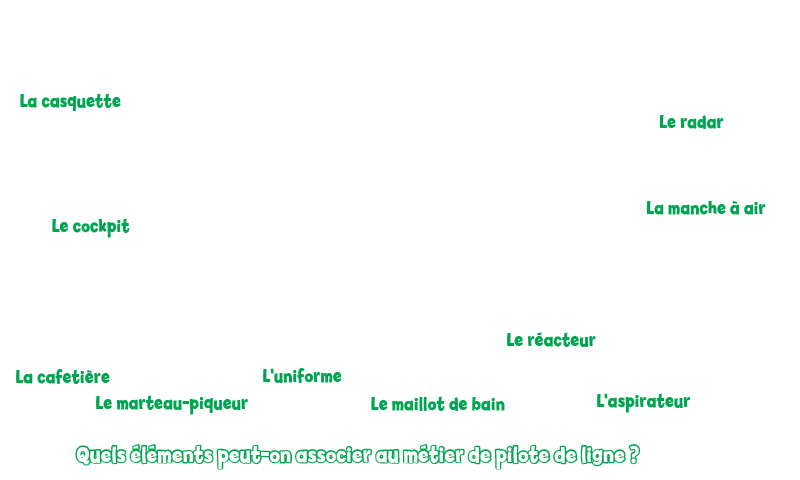 La casquette
Le radar
La manche à air
Le cockpit
Le réacteur
La cafetière
L'uniforme
Le marteau-piqueur
Le maillot de bain
L'aspirateur
Quels éléments peut-on associer au métier de pilote de ligne ?